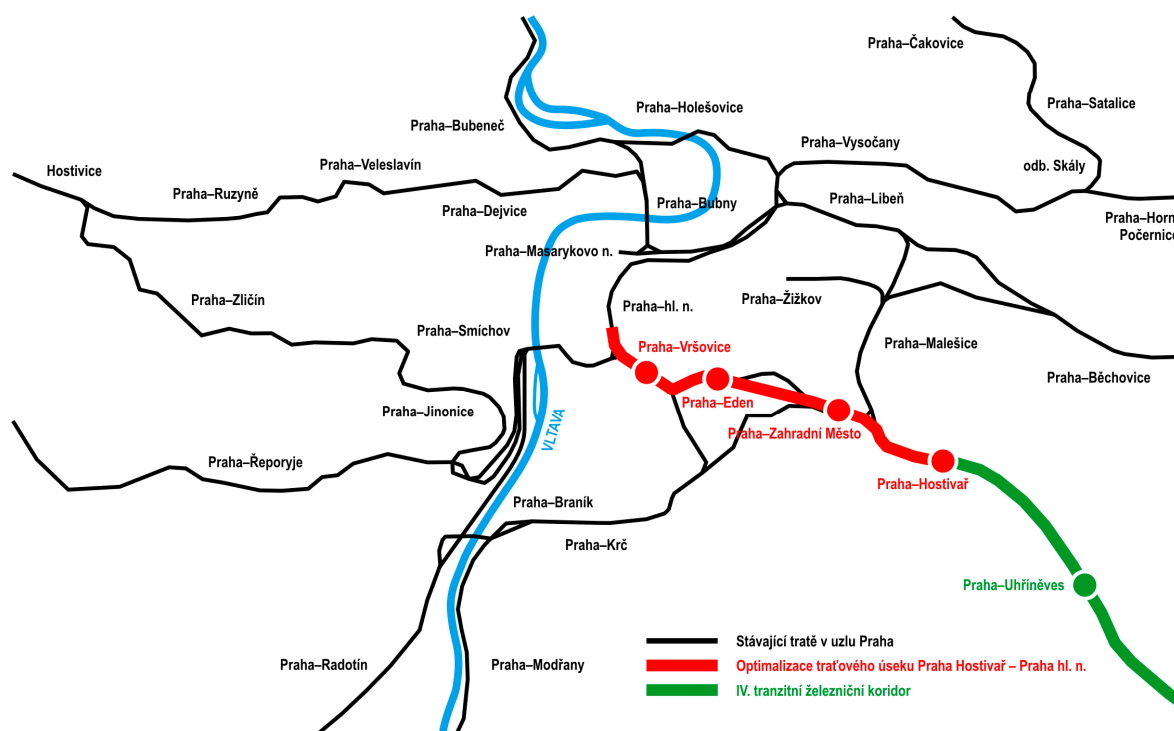 Praha–Čakovice
Praha–Satalice
Praha–Holešovice
Praha–Bubeneč
Praha–Vysočany
odb. Skály
Praha–Veleslavín
Hostivice
Praha–Ruzyně
Praha–Libeň
Praha–Bubny
Praha–Dejvice
Praha–Horn
Počernice
Praha–Masarykovo n.
Praha–Zličín
Praha–Žižkov
Praha–hl. n.
Praha–Smíchov
Praha–Vršovice
Praha–Malešice
Praha–Běchovice
Praha–Eden
Praha–Jinonice
VLTAVA
Praha–Zahradní Město
Praha–Řeporyje
Praha–Hostivař
Praha–Braník
Praha–Krč
Praha–Uhříněves
Praha–Radotín
Praha–Modřany
Stávající tratě v uzlu Praha
Optimalizace traťového úseku Praha Hostivař – Praha hl. n.
IV. tranzitní železniční koridor